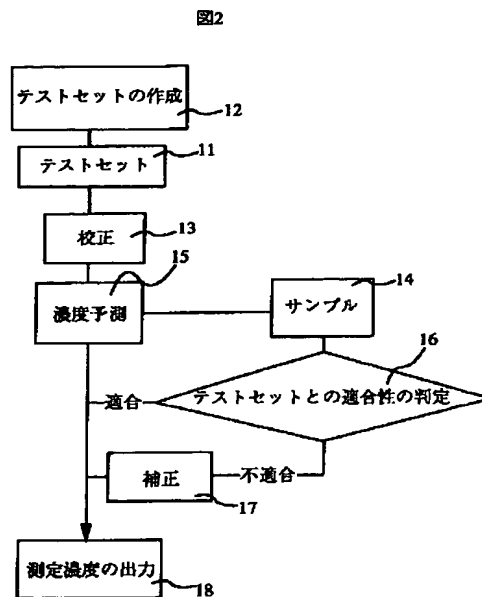 図2
テストセットの作成
12
テストセット
11
校正
13
濃度予測
15
サンプル
14
テストセットとの適合性の判定
16
適合
不適合
補正
17
測定濃度の出力
18